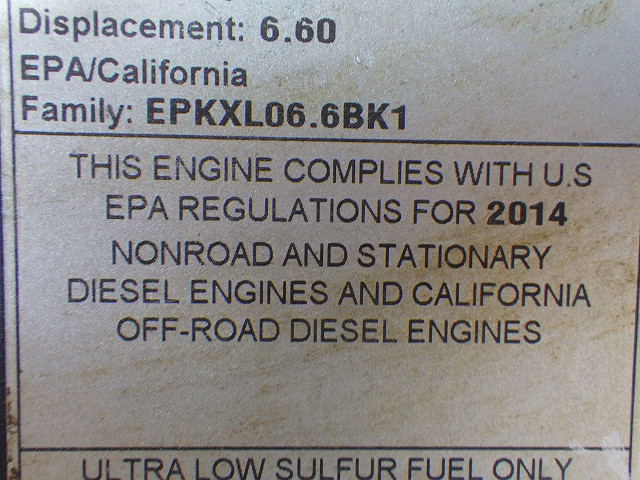 Displacement: 6.60
EPA/California
Family: EPKXL06.6BK1
THIS ENGINE COMPLIES WITH U.S
EPA REGULATIONS FOR 2014
NONROAD AND STATIONARY
DIESEL ENGINES AND CALIFORNIA
OFF-ROAD DIESEL ENGINES
ULTRA LOW SULFUR FUEL ONLY